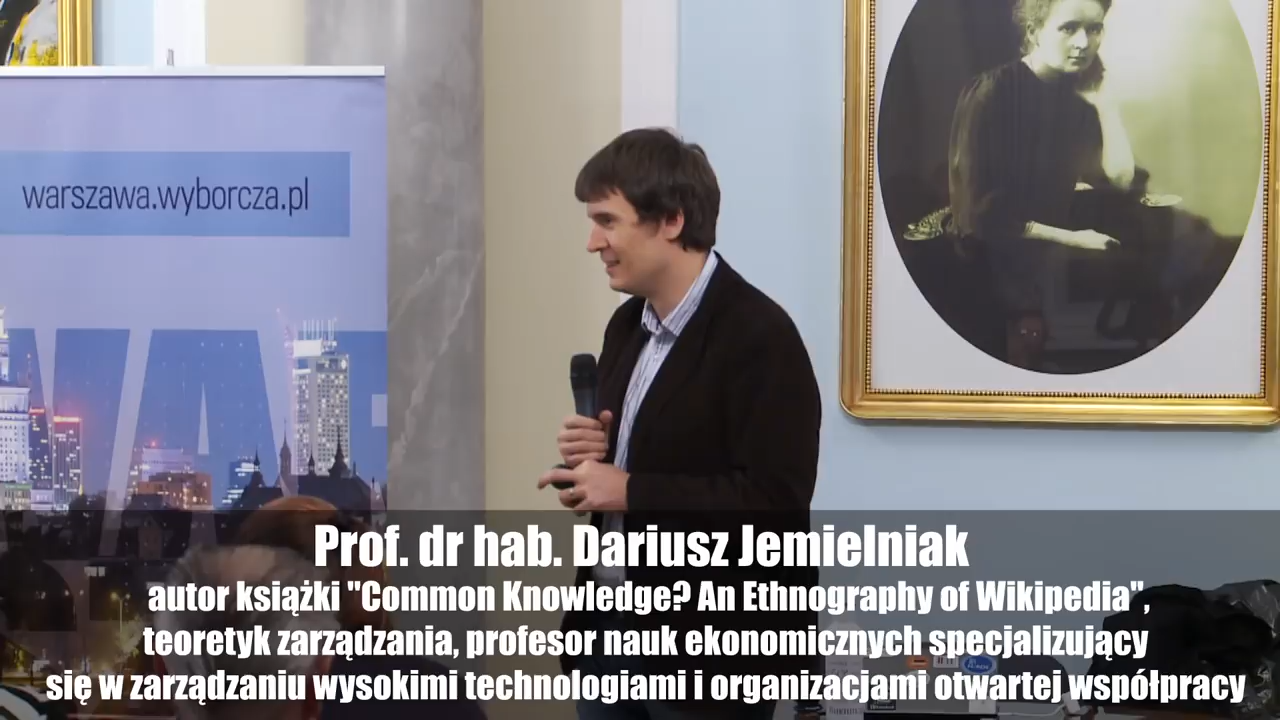 warszawa.wyborcza.pl
WAR
Prof. dr hab. Dariusz Jemielniak
autor książki "Common Knowledge? An Ethnography of Wikipedia",
teoretyk zarządzania, profesor nauk ekonomicznych specjalizujący
się w zarządzaniu wysokimi technologiami i organizacjami otwartej współpracy